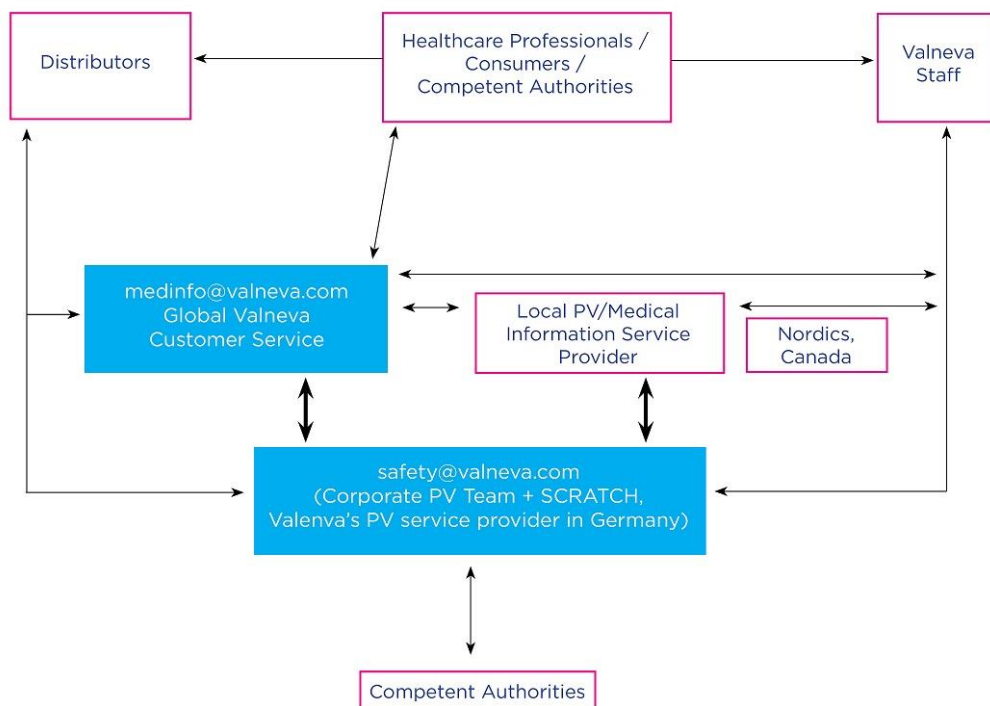 Distributors
Healthcare Professionals /
Consumers /
Competent Authorities
Valneva
Staff
medinfo@valneva.com
Global Valneva
Customer Service
Local PV/Medical
Information Service
Provider
Nordics,
Canada
safety@valneva.com
(Corporate PV Team + SCRATCH,
Valenva's PV service provider in Germany)
Competent Authorities